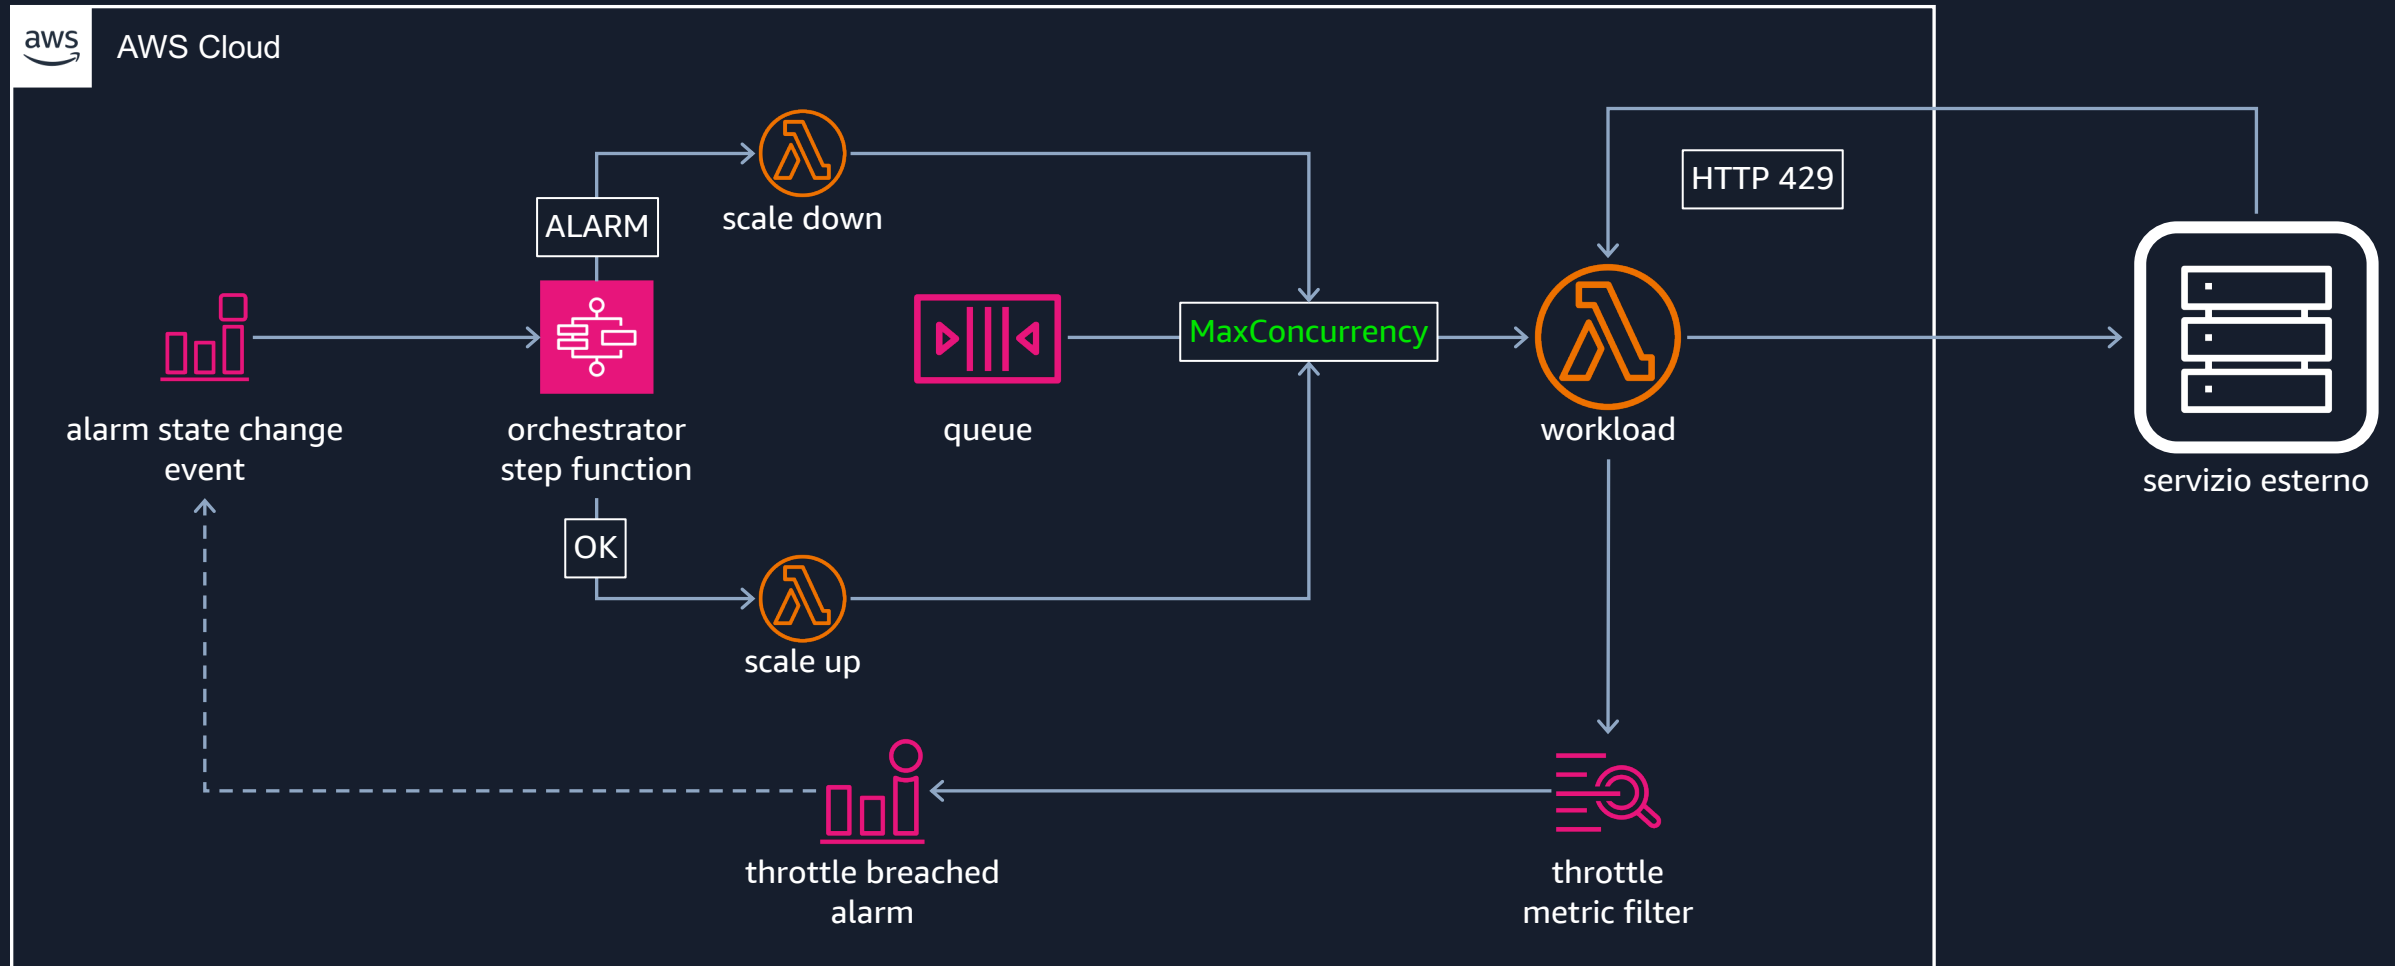 aws
AWS Cloud
HTTP 429
ALARM
scale down
MaxConcurrency
alarm state change
event
orchestrator
step function
queue
workload
servizio esterno
OK
scale up
throttle breached
alarm
throttle
metric filter